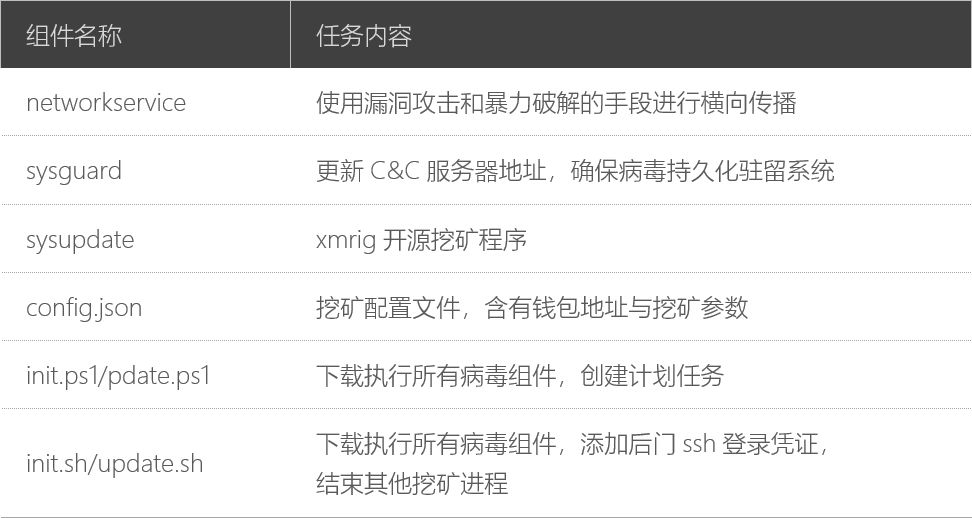 组件名称 任务内容
networkservice 使用漏洞攻击和暴力破解的手段进行横向传播
sysguard 更新 C&C 服务器地址，确保病毒持久化驻留系统
sysupdate xmrig 开源挖矿程序
config.json 挖矿配置文件，含有钱包地址与挖矿参数
init.ps1/pdate.ps1 下载执行所有病毒组件，创建计划任务
init.sh/update.sh 下载执行所有病毒组件，添加后门 ssh 登录凭证，
结束其他挖矿进程